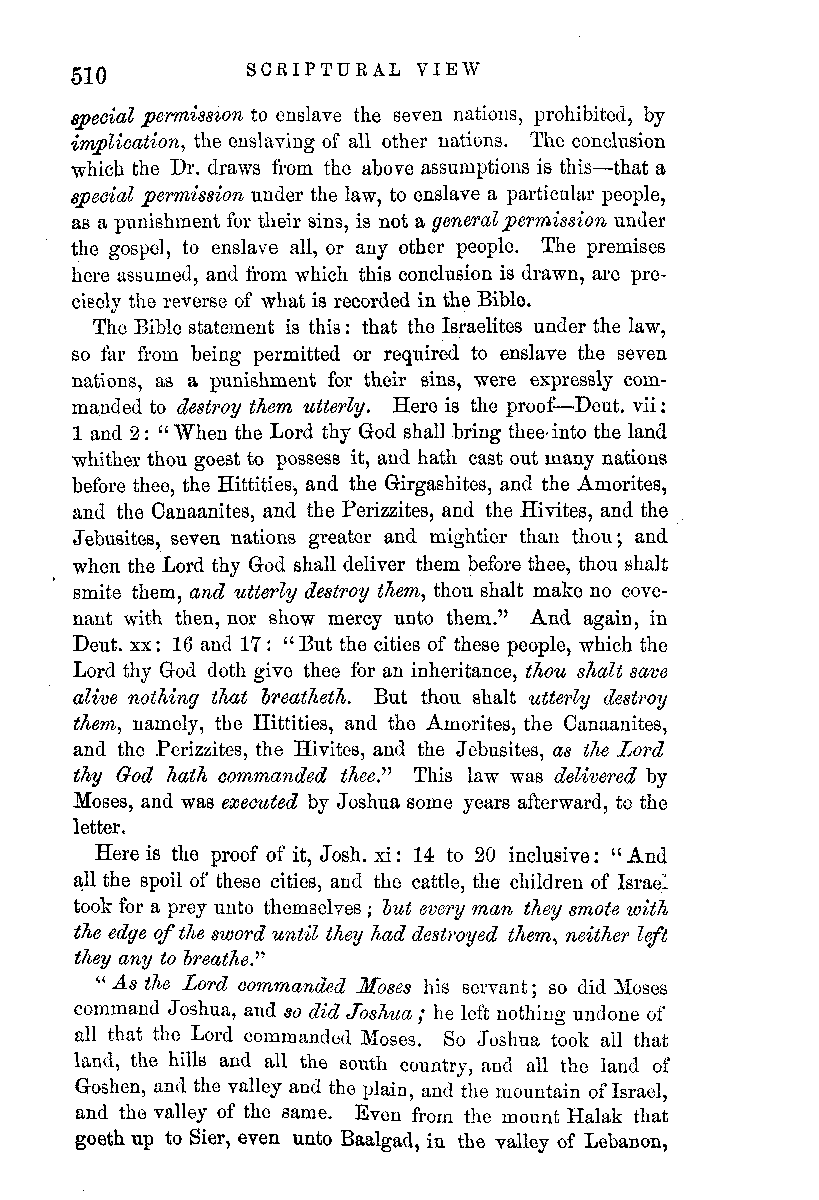 510 SCRIPTURAL VIEW
special permission to enslave the seven nations, prohibited, by
implication, the enslaving of all other nations. The conclusion
which the Dr. draws from the above assumptions is this—that a
special permission under the law, to enslave a particular people,
as a punishment for their sins, is not a general permission under
the gospel, to enslave all, or any other people. The premises
here assumed, and from which this conclusion is drawn, are pre-
cisely the reverse of what is recorded in the Bible.
The Bible statement is this: that the Israelites under the law,
so far from being permitted or required to enslave the seven
nations, as a punishment for their sins, were expressly com-
manded to destroy them utterly. Here is the proof—Deut. vii:
1 and 2: "When the Lord thy God shall bring thee into the land
whither thou goest to possess it, and hath cast out many nations
before thee, the Hittities, and the Girgashites, and the Amorites,
and the Canaanites, and the Perizzites, and the Hivites, and the
Jebusites, seven nations greater and mightier than thou; and
when the Lord thy God shall deliver them before thee, thou shalt
smite them, and utterly destroy them, thou shalt make no cove-
nant with then, nor show mercy unto them." And again, in
Deut. xx: 16 and 17: "But the cities of these people, which the
Lord thy God doth give thee for an inheritance, thou shalt save
alive nothing that breatheth. But thou shalt utterly destroy
them, namely, the Hittities, and the Amorites, the Canaanites,
and the Perizzites, the Hivites, and the Jebusites, as the Lord
thy God hath commanded thee." This law was delivered by
Moses, and was executed by Joshua some years afterward, to the
letter.
Here is the proof of it, Josh. xi: 14 to 20 inclusive: "And
all the spoil of these cities, and the cattle, the children of Israel
took for a prey unto themselves; but every man they smote with
the edge of the sword until they had destroyed them, neither left
they any to breathe."
"As the Lord commanded Moses his servant; so did Moses
command Joshua, and so did Joshua; he left nothing undone of
all that the Lord commanded Moses. So Joshua took all that
land, the hills and all the south country, and all the land of
Goshen, and the valley and the plain, and the mountain of Israel,
and the valley of the same. Even from the mount Halak that
goeth up to Sier, even unto Baalgad, in the valley of Lebanon,